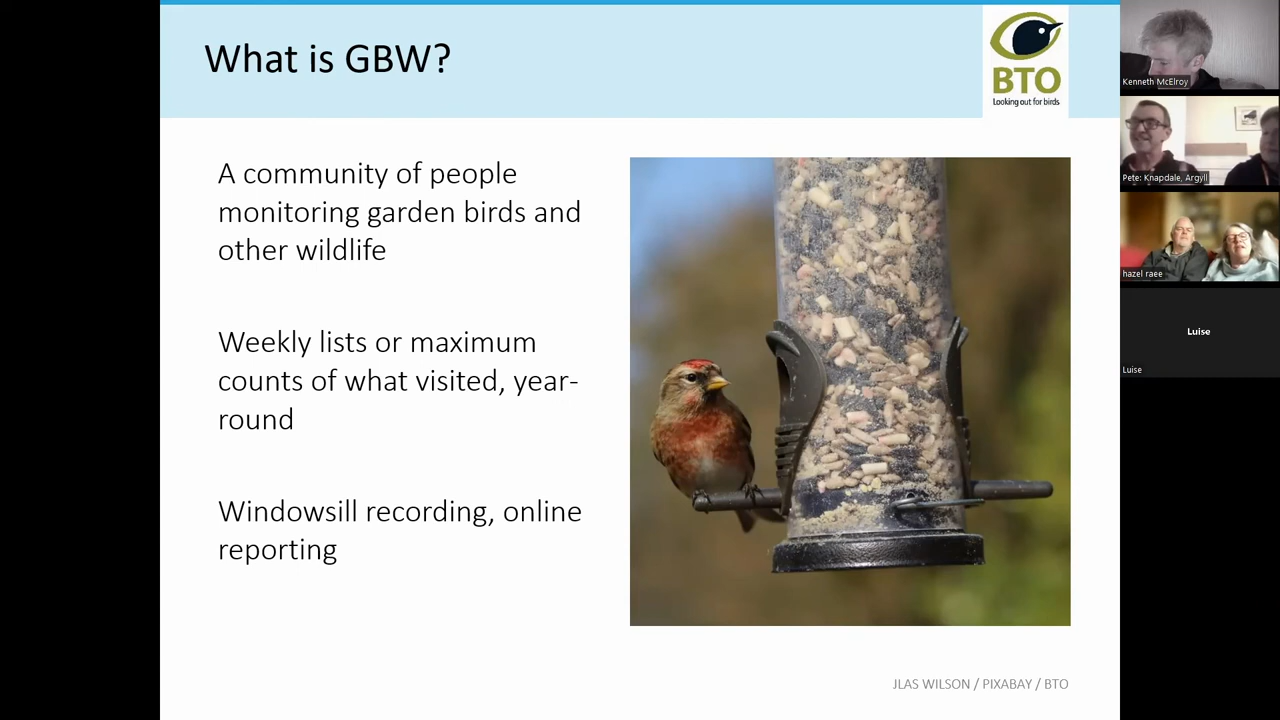 What is GBW?
BTO
Looking out for birds
A community of people
monitoring garden birds and
other wildlife
Weekly lists or maximum
counts of what visited, year-
round
Windowsill recording, online
reporting
JLAS WILSON / PIXABAY / BTO
Kenneth McElroy
Pete: Knapdale, Argyll
hazel raee
Luise
Luise